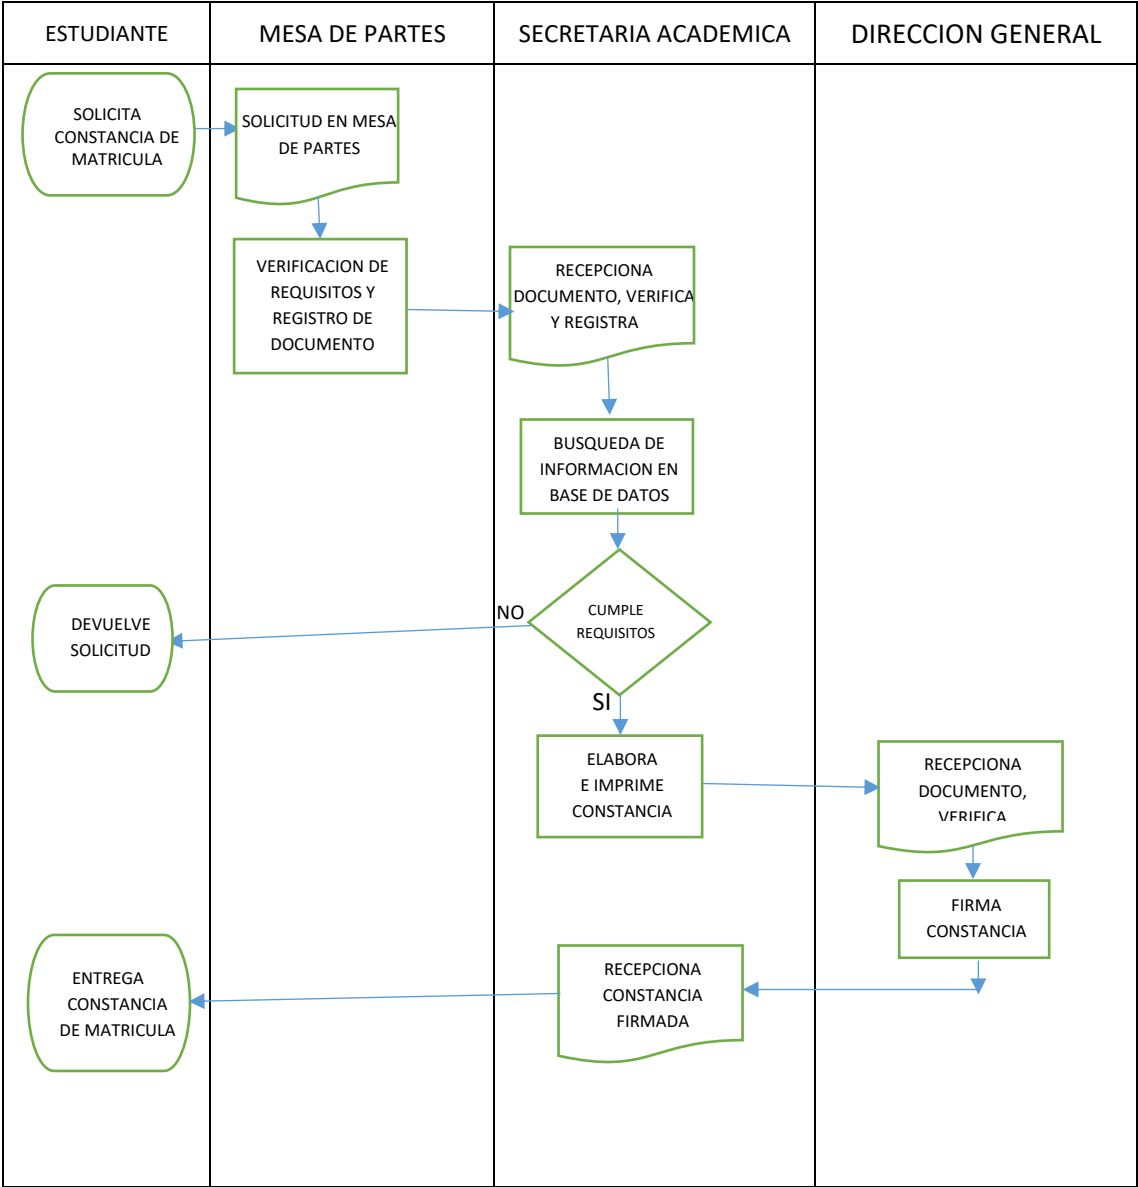 ESTUDIANTE
MESA DE PARTES
SECRETARIA ACADEMICA
DIRECCION GENERAL
SOLICITA
CONSTANCIA DE
MATRICULA
SOLICITUD EN MESA
DE PARTES
VERIFICACION DE
REQUISITOS Y
REGISTRO DE
DOCUMENTO
RECEPCIONA
DOCUMENTO, VERIFICA
Y REGISTRA
BUSQUEDA DE
INFORMACION EN
BASE DE DATOS
CUMPLE
REQUISITOS
NO
DEVUELVE
SOLICITUD
SI
ELABORA
E IMPRIME
CONSTANCIA
RECEPCIONA
DOCUMENTO,
VERIFICA
FIRMA
CONSTANCIA
RECEPCIONA
CONSTANCIA
FIRMADA
ENTREGA
CONSTANCIA
DE MATRICULA